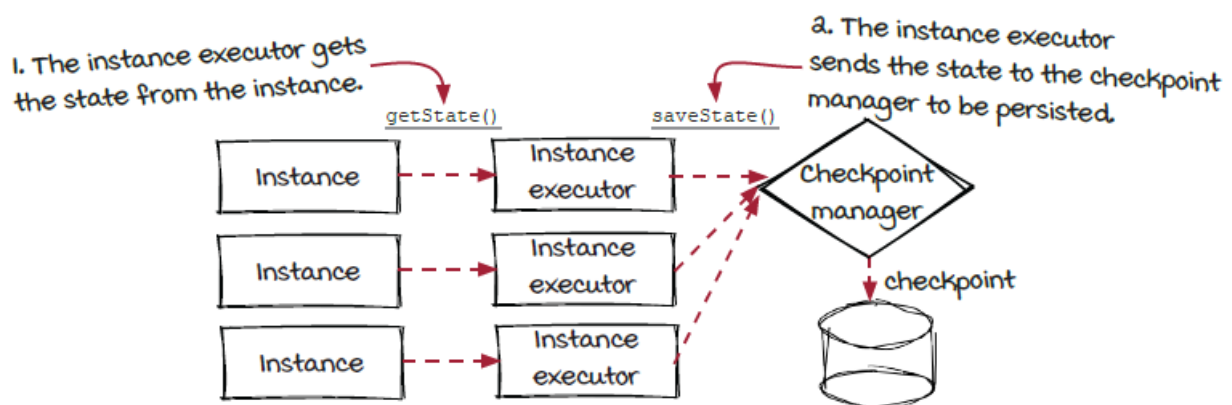 1. The instance executor gets
the state from the instance.
2. The instance executor
sends the state to the checkpoint
manager to be persisted.
getState()
saveState()
Instance
Instance
executor
Checkpoint
manager
Instance
Instance
executor
checkpoint
Instance
Instance
executor